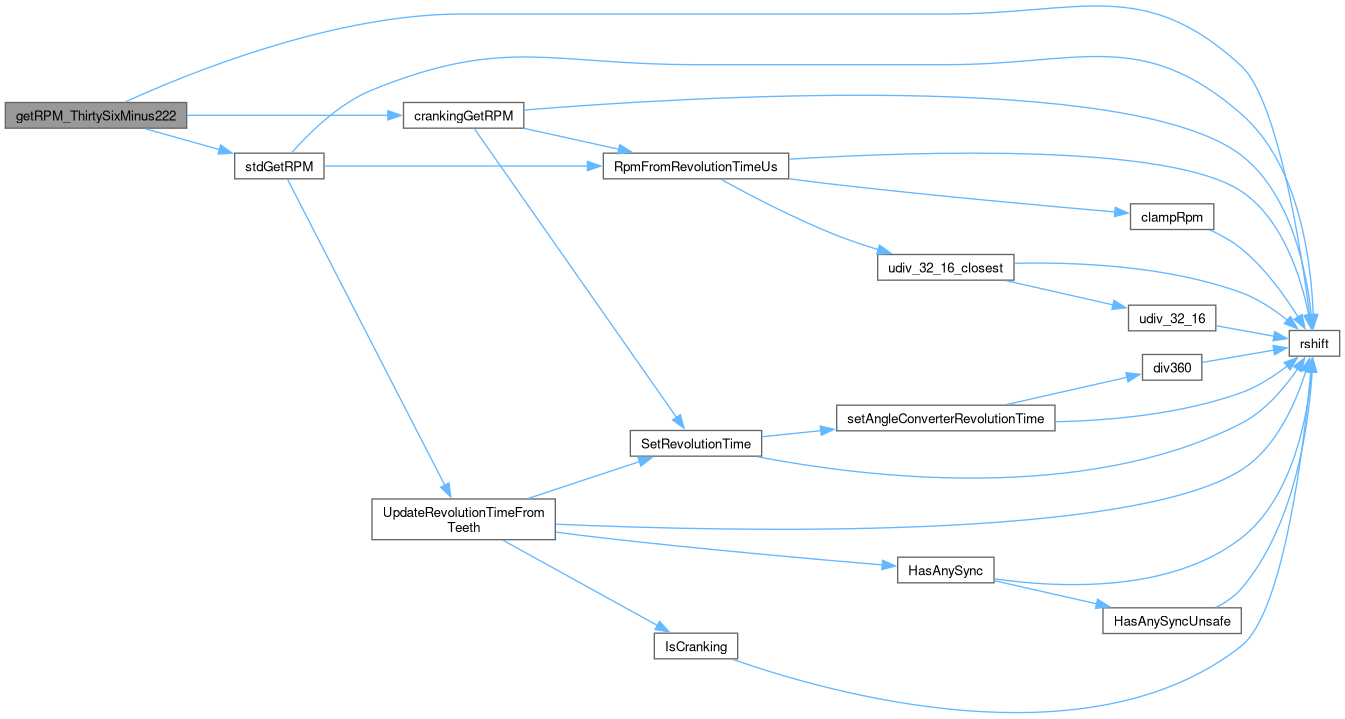 getRPM_ThirtySixMinus222
crankingGetRPM
stdGetRPM
RpmFromRevolutionTimeUs
clampRpm
udiv_32_16_closest
udiv_32_16
rshift
div360
setAngleConverterRevolutionTime
SetRevolutionTime
UpdateRevolutionTimeFrom
Teeth
HasAnySync
HasAnySyncUnsafe
IsCranking